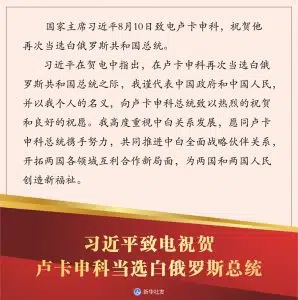 国家主席习近平8月10日致电卢卡申科，祝贺他
再次当选白俄罗斯共和国总统。
习近平在贺电中指出，在卢卡申科再次当选白俄
罗斯共和国总统之际，我谨代表中国政府和中国人民，
并以我个人的名义，向卢卡申科总统致以热烈的祝贺
和良好的祝愿。我高度重视中白关系发展，愿同卢卡
申科总统携手努力，共同推进中白全面战略伙伴关系，
开拓两国各领域互利合作新局面，为两国和两国人民
创造新福祉。
习近平致电祝贺
卢卡申科当选白俄罗斯总统
新华社发